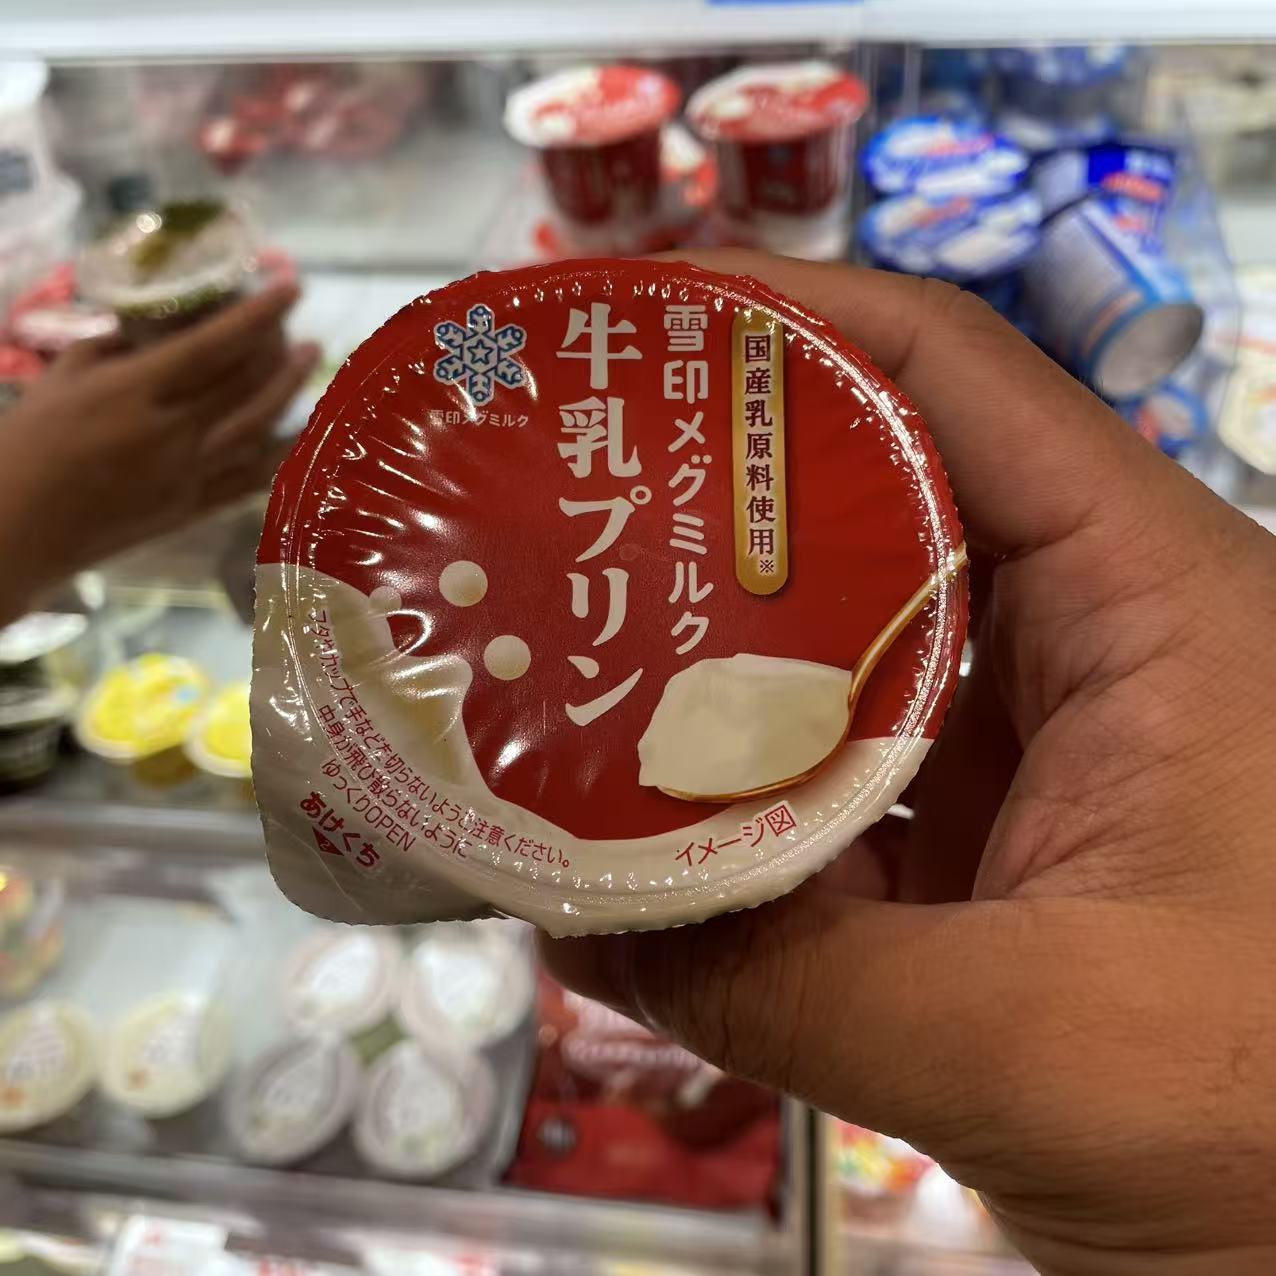 国産乳原料使用※
雪印メグミルク
牛乳プリン
雪印メグミルク
フタやカップで手などを切らないようご注意ください。
中身が飛び散らないように
ゆっくりOPEN
あけくち
イメージ図